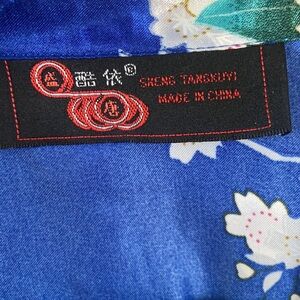 盛 酷 依®
唐
SHENG TANGKUYI
MADE IN CHINA